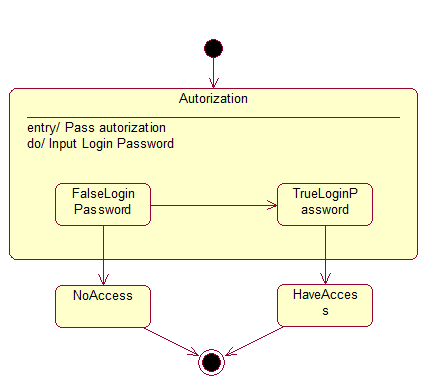 Autorization
entry/ Pass autorization
do/ Input Login Password
FalseLogin
Password
TrueLoginP
assword
NoAccess
HaveAcces
s